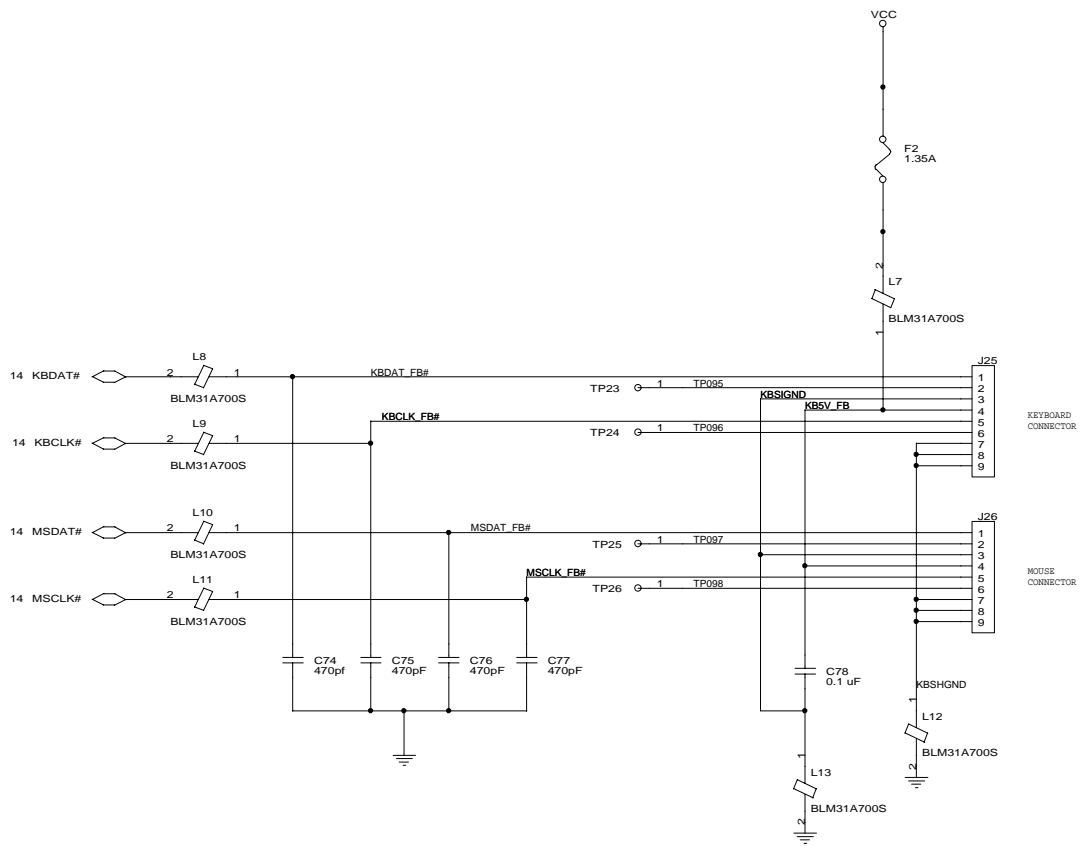 VCC
F2
1.35A
2
L7
BLM31A700S
1
14 KBDAT#
2
L8
1
BLM31A700S
KBDAT_FB#
TP23
1
TP095
KBSIGND
KB5V_FB
J25
1
2
3
4
5
6
7
8
9
KEYBOARD
CONNECTOR
14 KBCLK#
2
L9
1
BLM31A700S
KBCLK_FB#
TP24
1
TP096
14 MSDAT#
2
L10
1
BLM31A700S
MSDAT_FB#
TP25
1
TP097
J26
1
2
3
4
5
6
7
8
9
MOUSE
CONNECTOR
14 MSCLK#
2
L11
1
BLM31A700S
MSCLK_FB#
TP26
1
TP098
C74
470pf
C75
470pF
C76
470pF
C77
470pF
C78
0.1 uF
KBSHGND
1
L12
BLM31A700S
2
1
L13
BLM31A700S
2